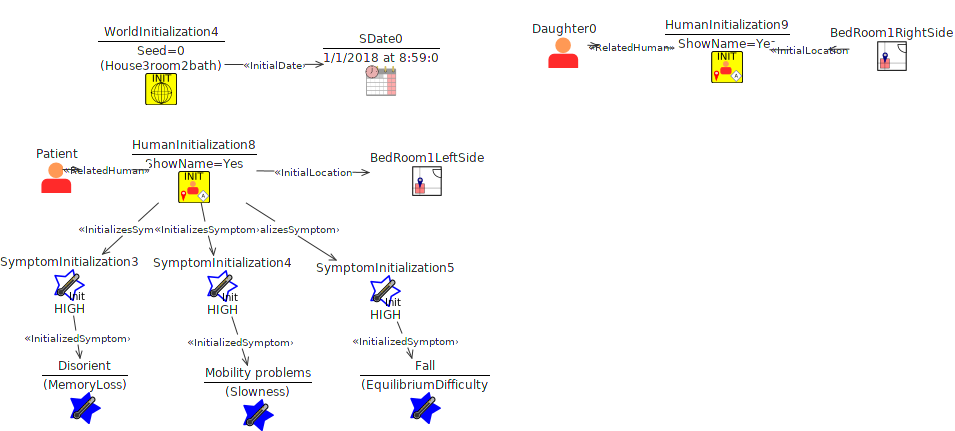 WorldInitialization4
Seed=0
(House3room2bath)
INIT
«InitialDate»
SDate0
1/1/2018 at 8:59:0
Daughter0
«RelatedHuman»
HumanInitialization9
ShowName=Yes
INIT
A
«InitialLocation
BedRoom1RightSide
Patient
«RelatedHuman»
HumanInitialization8
ShowName=Yes
INIT
A
«InitialLocation»
BedRoom1LeftSide
«InitializesSym
«InitializesSymptom›
alizesSymptom›
SymptomInitialization3
Init
HIGH
SymptomInitialization4
Init
HIGH
SymptomInitialization5
Init
HIGH
«InitializedSymptom›
«InitializedSymptom›
«InitializedSymptom›
Disorient
(MemoryLoss)
Mobility problems
(Slowness)
Fall
(EquilibriumDifficulty